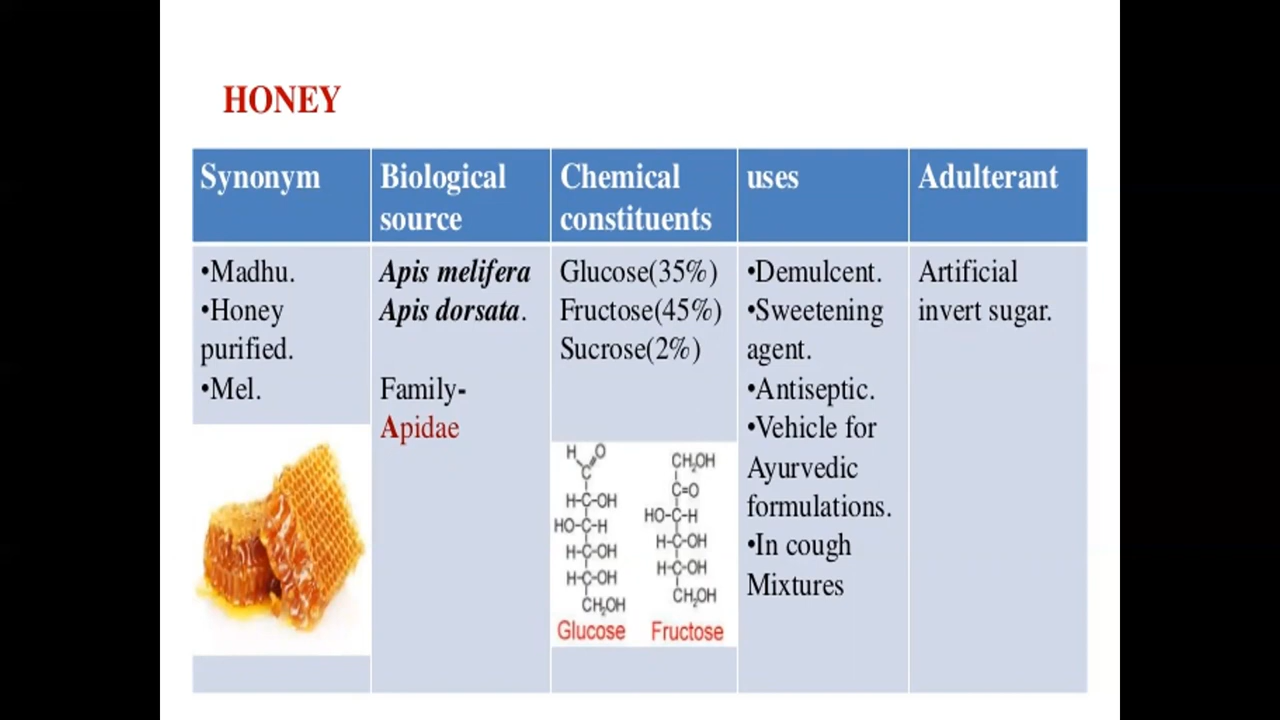 HONEY
Synonym
Biological
source
Chemical
constituents
uses
Adulterant
•Madhu.
•Honey
purified.
•Mel.
Apis melifera
Apis dorsata.
Family-
Apidae
Glucose(35%)
Fructose(45%)
Sucrose(2%)
H O
C
H-C-OH
HO-C-H
H-C-OH
H-C-OH
CH₂OH
Glucose
CH₂OH
C=O
HO-C-H
H-C-OH
H-C-OH
CH₂OH
Fructose
•Demulcent.
•Sweetening
agent.
•Antiseptic.
•Vehicle for
Ayurvedic
formulations.
•In cough
Mixtures
Artificial
invert sugar.